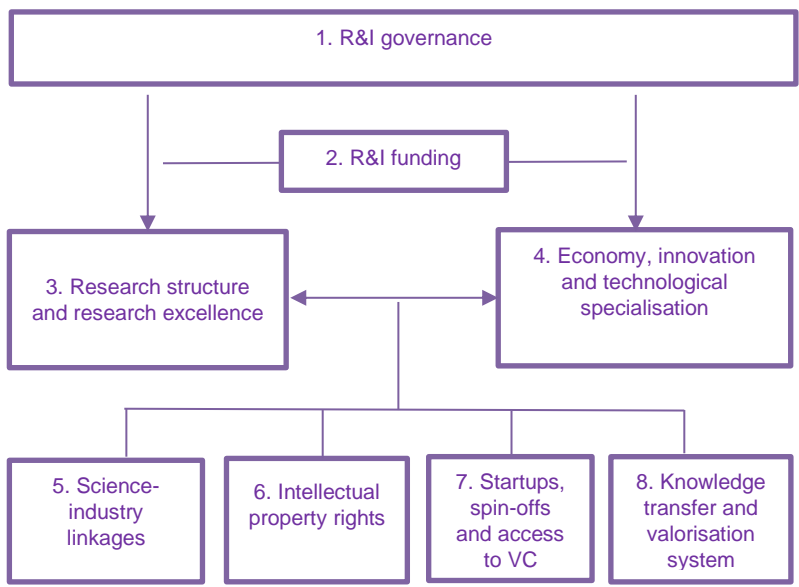 1. R&I governance
2. R&I funding
3. Research structure
and research excellence
4. Economy, innovation
and technological
specialisation
5. Science-
industry
linkages
6. Intellectual
property rights
7. Startups,
spin-offs
and access
to VC
8. Knowledge
transfer and
valorisation
system